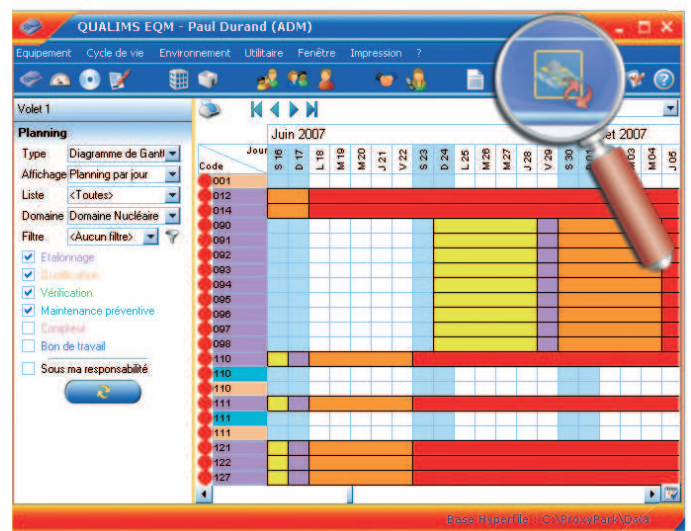 QUALIMS EQM - Paul Durand (ADM)
Equipement Cycle de vie Environnement Utilitaire Fenêtre Impression ?
Volet 1
Planning
Type Diagramme de Gantt
Affichage Planning par jour
Liste <Toutes>
Domaine Domaine Nucléaire
Filtre <Aucun filtre>
Etalonnage
Vérification
Maintenance préventive
Bon de travail
Sous ma responsabilité
Juin 2007 et 2007
Jour
Code
S 16 D 17 L 18 M 19 M 20 J 21 V 22 S 23 D 24 L 25 M 26 M 27 J 28 V 29 S 30 M 03 M 04 J 05
001
012
014
090
091
092
093
094
095
096
097
098
110
110
110
111
111
111
121
122
127
Base Hyperfile : C:\ProxyPark\Data